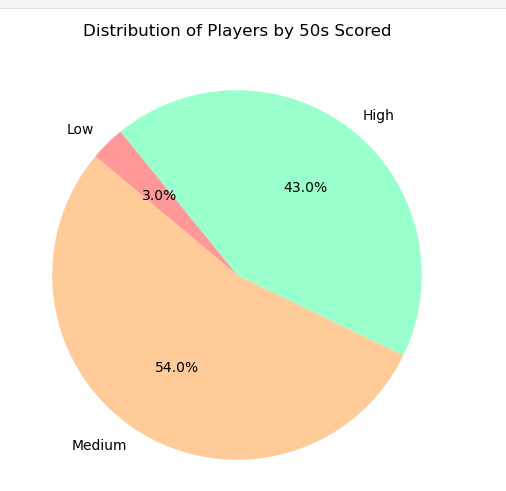 Distribution of Players by 50s Scored
High
Low
43.0%
3.0%
54.0%
Medium